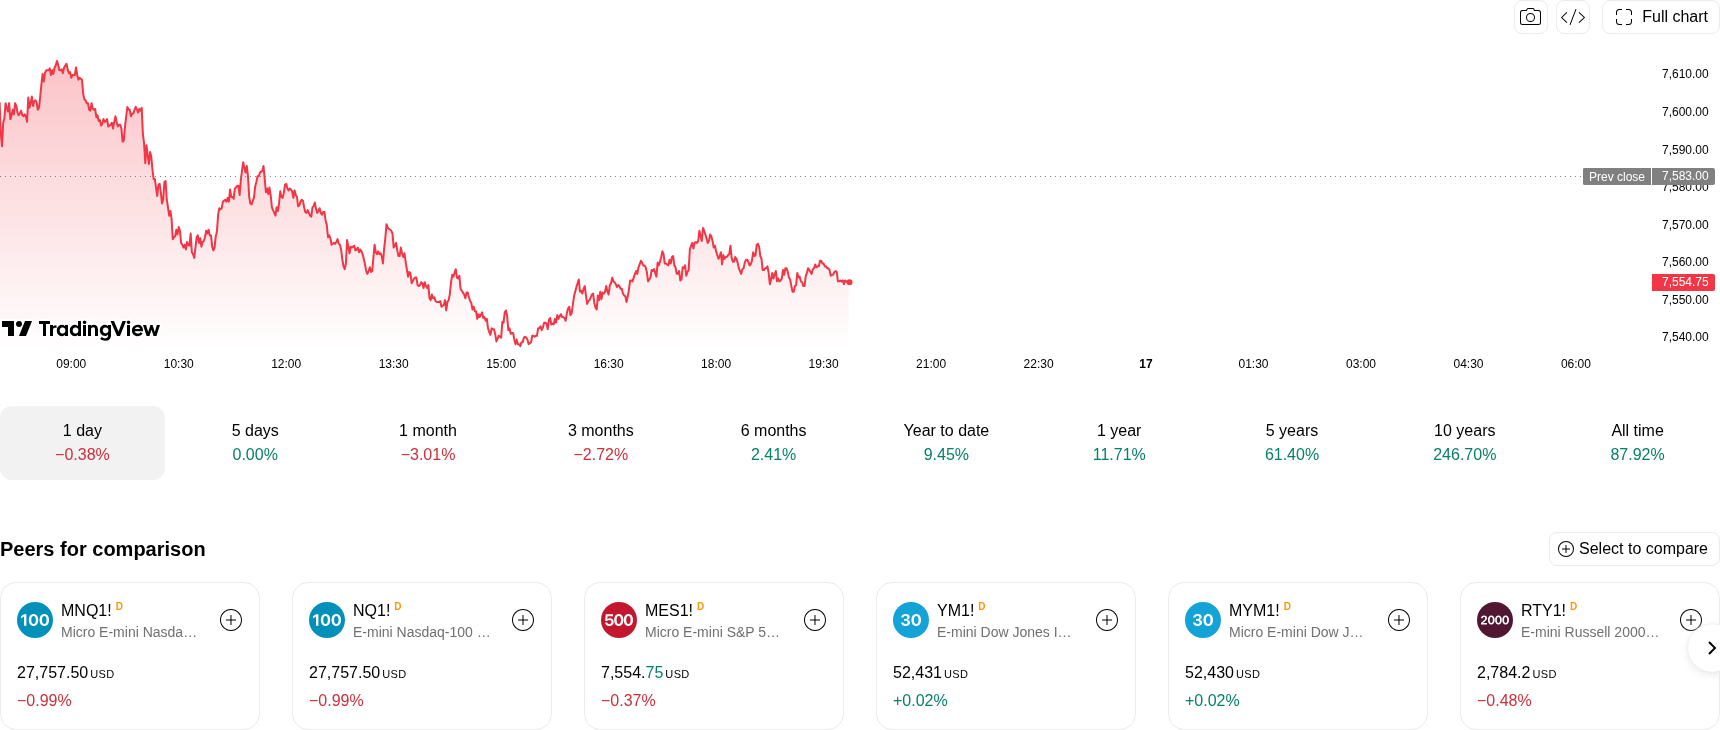 Full chart
7,610.00
7,600.00
7,590.00
Prev close 7,583.00
7,580.00
7,570.00
7,560.00
7,554.75
7,550.00
7,540.00
TradingView
09:00 10:30 12:00 13:30 15:00 16:30 18:00 19:30 21:00 22:30 17 01:30 03:00 04:30 06:00
1 day 5 days 1 month 3 months 6 months Year to date 1 year 5 years 10 years All time
−0.38% 0.00% −3.01% −2.72% 2.41% 9.45% 11.71% 61.40% 246.70% 87.92%
Peers for comparison
Select to compare
100 MNQ1! D
Micro E-mini Nasda…
27,757.50 USD
−0.99%
100 NQ1! D
E-mini Nasdaq-100 …
27,757.50 USD
−0.99%
500 MES1! D
Micro E-mini S&P 5…
7,554.75 USD
−0.37%
30 YM1! D
E-mini Dow Jones I…
52,431 USD
+0.02%
30 MYM1! D
Micro E-mini Dow J…
52,430 USD
+0.02%
2000 RTY1! D
E-mini Russell 2000…
2,784.2 USD
−0.48%